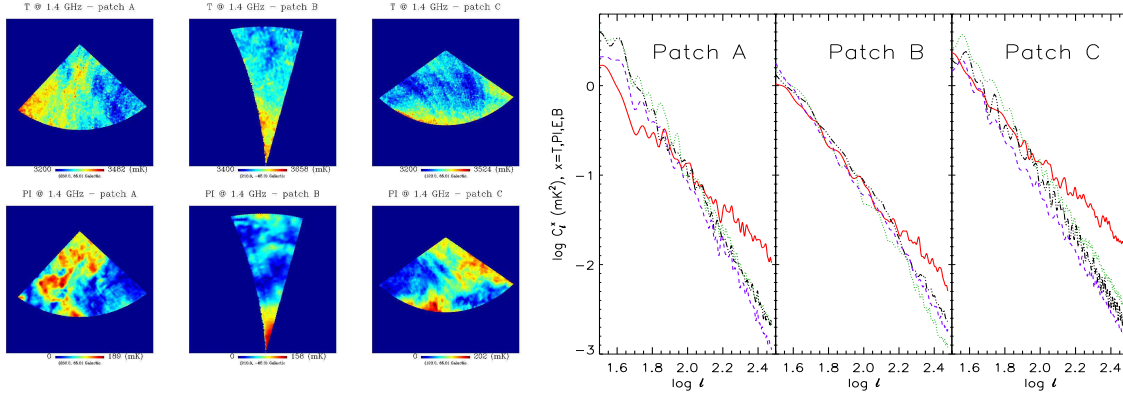 T @ 1.4 GHz - patch A
T @ 1.4 GHz - patch B
T @ 1.4 GHz - patch C
3200 3482 (mK)
3400 3658 (mK)
3200 3524 (mK)
PI @ 1.4 GHz - patch A
PI @ 1.4 GHz - patch B
PI @ 1.4 GHz - patch C
0 189 (mK)
0 158 (mK)
0 202 (mK)
Patch A
Patch B
Patch C
log Cℓˣ (mK²), x=T,PI,E,B
0
−1
−2
−3
1.6 1.8 2.0 2.2 2.4
1.6 1.8 2.0 2.2 2.4
1.6 1.8 2.0 2.2 2.4
log ℓ
log ℓ
log ℓ